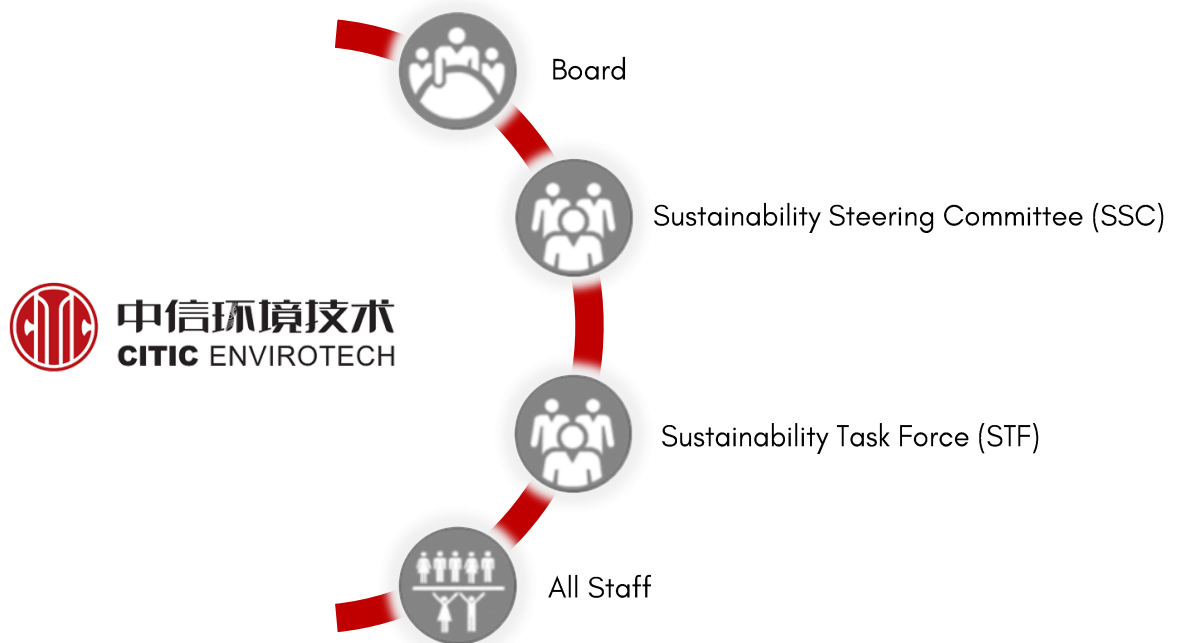 Board
Sustainability Steering Committee (SSC)
CITIC
中信环境技术
CITIC ENVIROTECH
Sustainability Task Force (STF)
All Staff